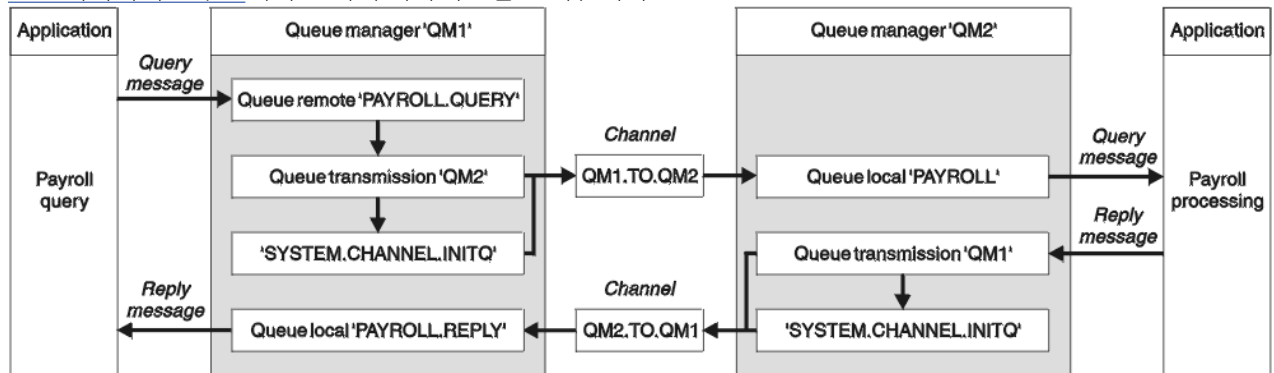 Application
Queue manager 'QM1'
Queue manager 'QM2'
Application
Query
message
Queue remote 'PAYROLL.QUERY'
Payroll
query
Queue transmission 'QM2'
Channel
QM1.TO.QM2
Queue local 'PAYROLL'
Query
message
Payroll
processing
'SYSTEM.CHANNEL.INITQ'
Queue transmission 'QM1'
Reply
message
Reply
message
Queue local 'PAYROLL.REPLY'
Channel
QM2.TO.QM1
'SYSTEM.CHANNEL.INITQ'